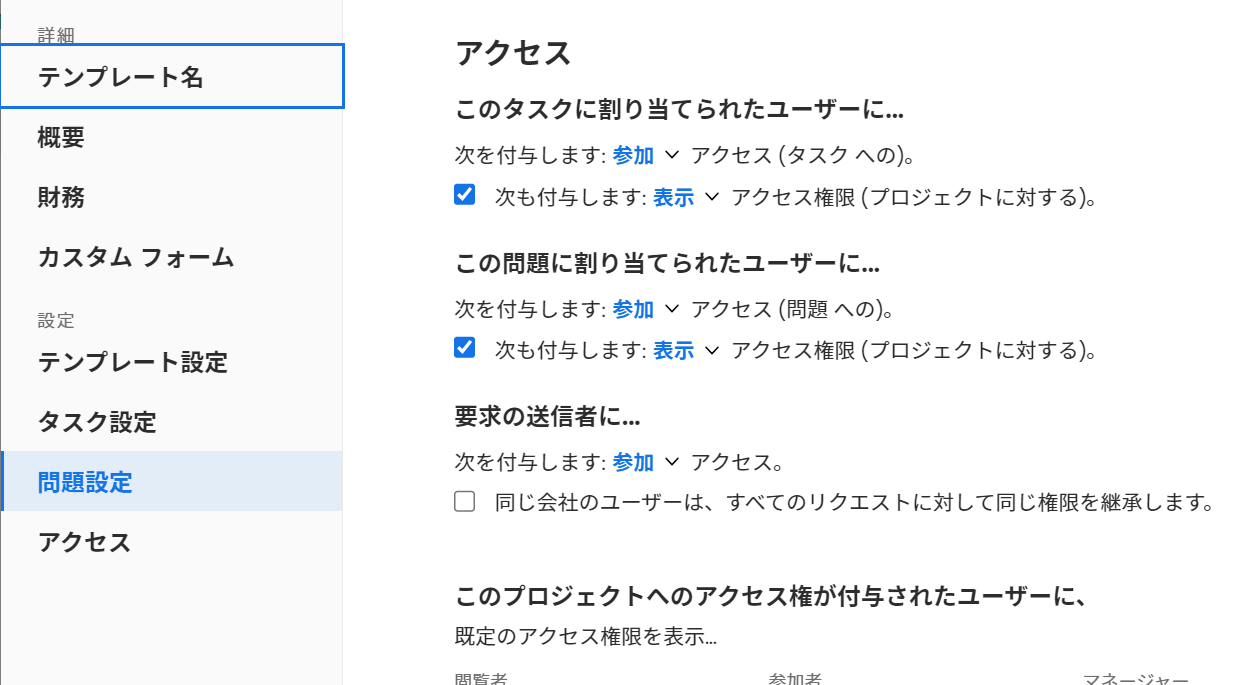 詳細
テンプレート名
概要
財務
カスタム フォーム
設定
テンプレート設定
タスク設定
問題設定
アクセス
アクセス
このタスクに割り当てられたユーザーに...
次を付与します: 参加 アクセス (タスク への)。
次も付与します: 表示 アクセス権限 (プロジェクトに対する)。
この問題に割り当てられたユーザーに...
次を付与します: 参加 アクセス (問題 への)。
次も付与します: 表示 アクセス権限 (プロジェクトに対する)。
要求の送信者に...
次を付与します: 参加 アクセス。
同じ会社のユーザーは、すべてのリクエストに対して同じ権限を継承します。
このプロジェクトへのアクセス権が付与されたユーザーに、
既定のアクセス権限を表示...
閲覧者 参加者 マネージャー